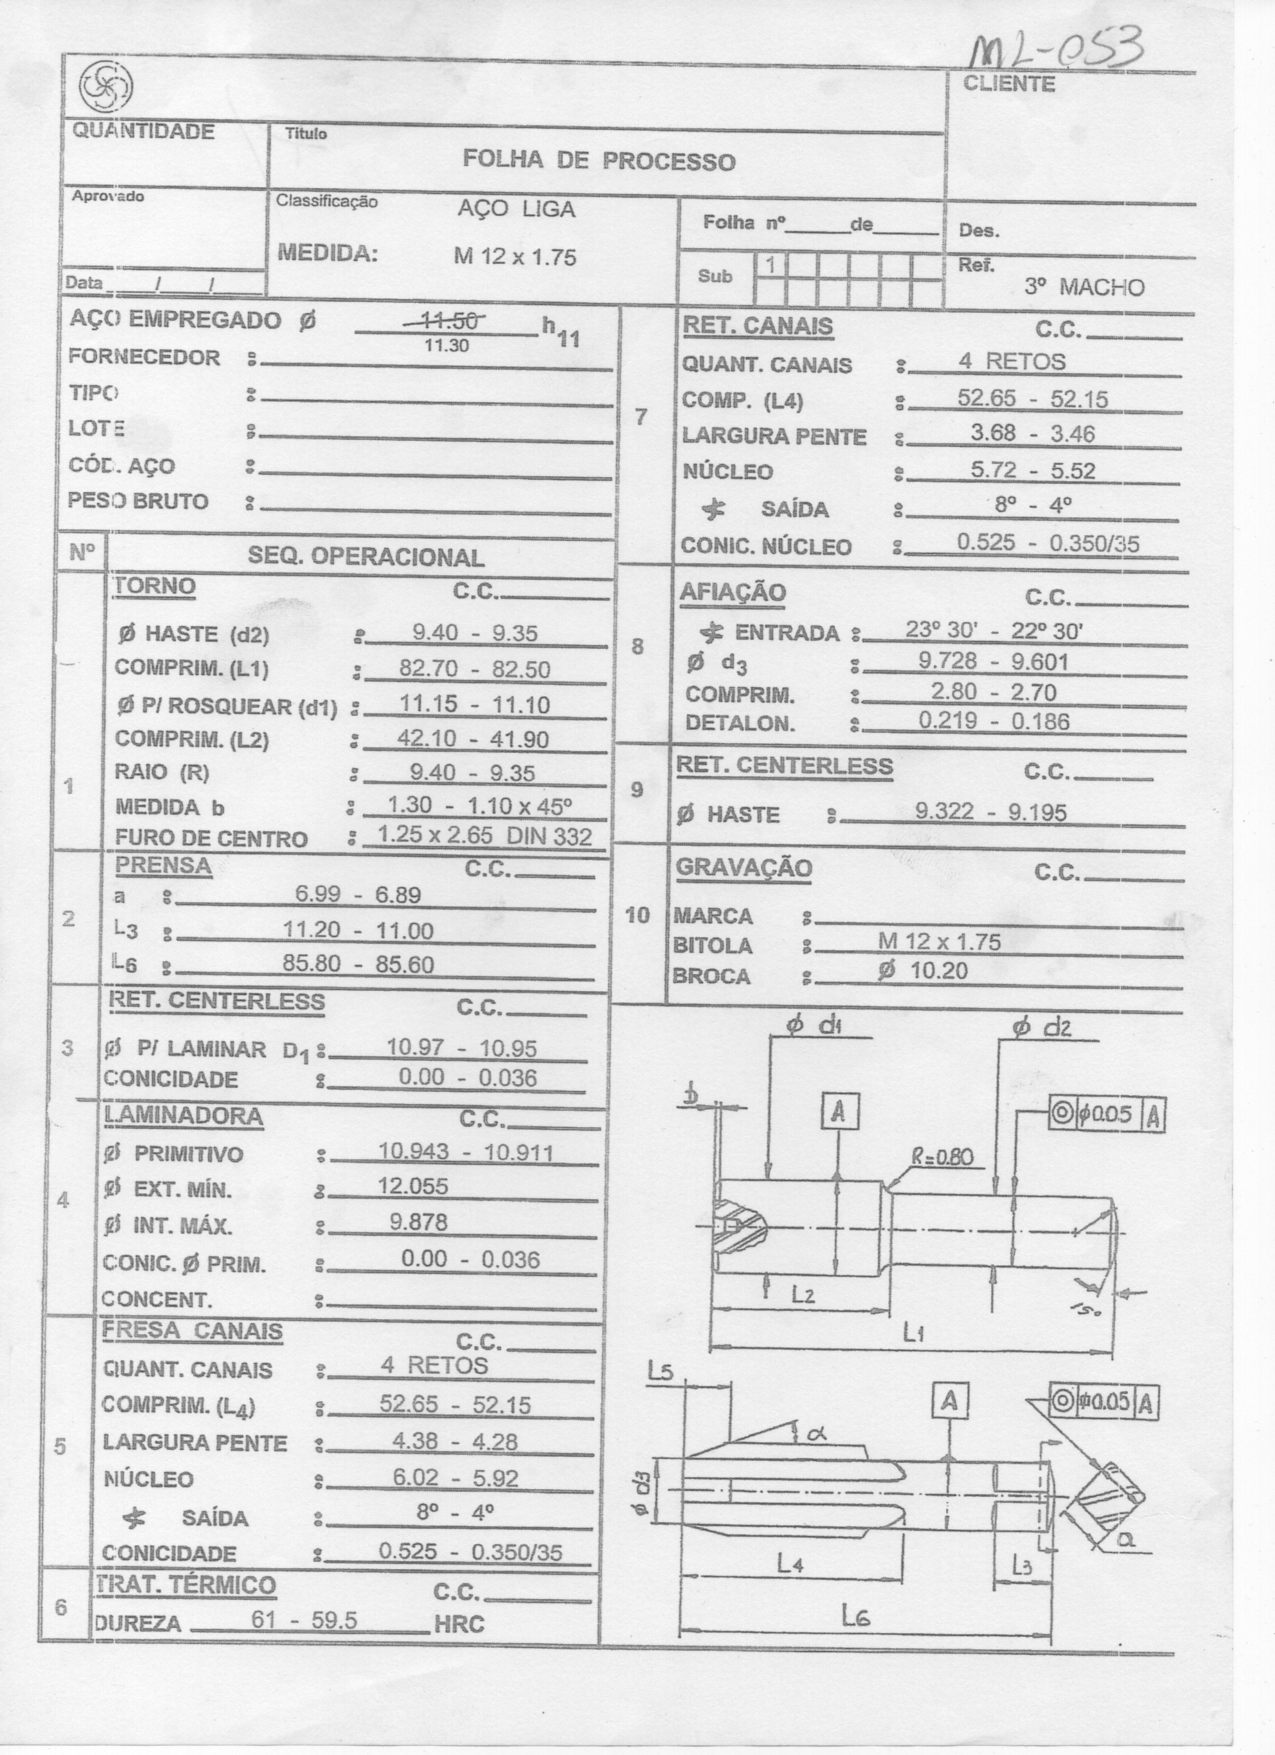 ML-053
CLIENTE
QUANTIDADE
Titulo
FOLHA DE PROCESSO
Aprovado
Classificação
AÇO LIGA
MEDIDA: M 12 x 1.75
Data ____/____/____
Folha nº______de______
Sub 1
Des.
Ref.
3º MACHO
AÇO EMPREGADO Ø 11.50 h11
11.30
FORNECEDOR :
TIPO :
LOTE :
CÓD. AÇO :
PESO BRUTO :
Nº SEQ. OPERACIONAL
1
TORNO C.C.
Ø HASTE (d2) : 9.40 - 9.35
COMPRIM. (L1) : 82.70 - 82.50
Ø P/ ROSQUEAR (d1) : 11.15 - 11.10
COMPRIM. (L2) : 42.10 - 41.90
RAIO (R) : 9.40 - 9.35
MEDIDA b : 1.30 - 1.10 x 45º
FURO DE CENTRO : 1.25 x 2.65 DIN 332
2
PRENSA C.C.
a : 6.99 - 6.89
L3 : 11.20 - 11.00
L6 : 85.80 - 85.60
3
RET. CENTERLESS C.C.
Ø P/ LAMINAR D1 : 10.97 - 10.95
CONICIDADE : 0.00 - 0.036
4
LAMINADORA C.C.
Ø PRIMITIVO : 10.943 - 10.911
Ø EXT. MÍN. : 12.055
Ø INT. MÁX. : 9.878
CONIC. Ø PRIM. : 0.00 - 0.036
CONCENT. :
5
FRESA CANAIS C.C.
QUANT. CANAIS : 4 RETOS
COMPRIM. (L4) : 52.65 - 52.15
LARGURA PENTE : 4.38 - 4.28
NÚCLEO : 6.02 - 5.92
SAÍDA : 8º - 4º
CONICIDADE : 0.525 - 0.350/35
6
TRAT. TÉRMICO C.C.
DUREZA 61 - 59.5 HRC
7
RET. CANAIS C.C.
QUANT. CANAIS : 4 RETOS
COMP. (L4) : 52.65 - 52.15
LARGURA PENTE : 3.68 - 3.46
NÚCLEO : 5.72 - 5.52
SAÍDA : 8º - 4º
CONIC. NÚCLEO : 0.525 - 0.350/35
8
AFIAÇÃO C.C.
ENTRADA : 23º 30' - 22º 30'
Ø d3 : 9.728 - 9.601
COMPRIM. : 2.80 - 2.70
DETALON. : 0.219 - 0.186
9
RET. CENTERLESS C.C.
Ø HASTE : 9.322 - 9.195
10
GRAVAÇÃO C.C.
MARCA :
BITOLA : M 12 x 1.75
BROCA : Ø 10.20
Ø d1
Ø d2
b
A
◎ Ø0.05 A
R=0.80
L2
15º
L1
L5
A
◎ Ø0.05 A
α
Ø d3
a
L4
L3
L6